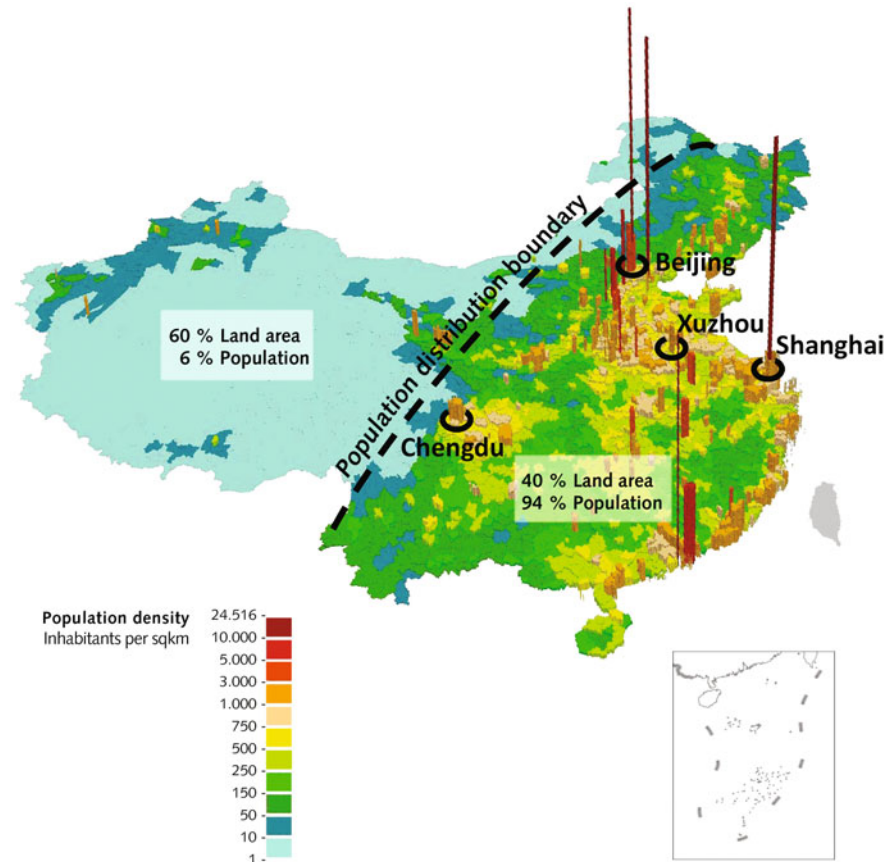 Population distribution boundary
Beijing
Xuzhou
Shanghai
Chengdu
60 % Land area
6 % Population
40 % Land area
94 % Population
Population density
Inhabitants per sqkm
24.516
10.000
5.000
3.000
1.000
750
500
250
150
50
10
1